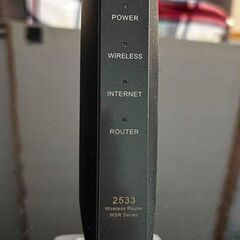 POWER
WIRELESS
INTERNET
ROUTER
2533
Wireless Router
WSR Series